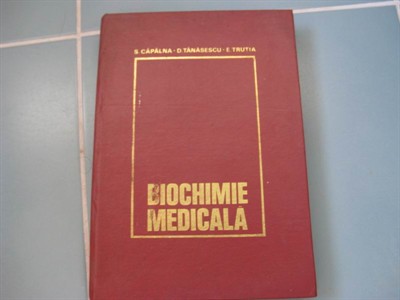 S. CĂPÂLNA · D. TĂNĂSESCU · E. TRUȚIA
BIOCHIMIE
MEDICALĂ